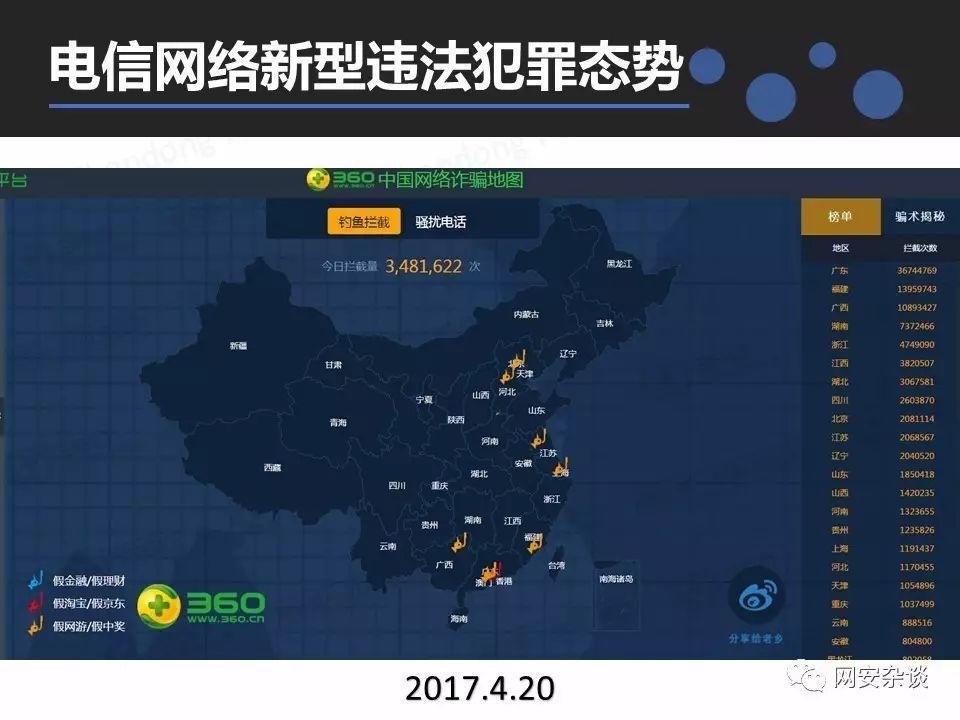 电信网络新型违法犯罪态势
平台
360 中国网络诈骗地图
www.360.cn
钓鱼拦截 骚扰电话
今日拦截量 3,481,622 次
榜单 骗术揭秘
地区 拦截次数
广东 36744769
福建 13959743
广西 10893427
湖南 7372466
浙江 4749090
江西 3820507
湖北 3067581
四川 2603870
北京 2081114
江苏 2068567
辽宁 2040520
山东 1850418
山西 1420235
河南 1323655
贵州 1235826
上海 1191437
河北 1170455
天津 1054896
重庆 1037499
云南 888516
安徽 804800
黑龙江 802058
黑龙江
内蒙古
吉林
新疆
辽宁
北京
甘肃
天津
山西
河北
宁夏
山东
青海
陕西
河南
江苏
安徽
西藏
上海
湖北
四川
重庆
浙江
贵州
湖南
江西
福建
云南
广西
台湾
澳门
香港
南海诸岛
海南
假金融/假理财
假淘宝/假京东
假网游/假中奖
360
www.360.cn
分享给老乡
网安杂谈
2017.4.20